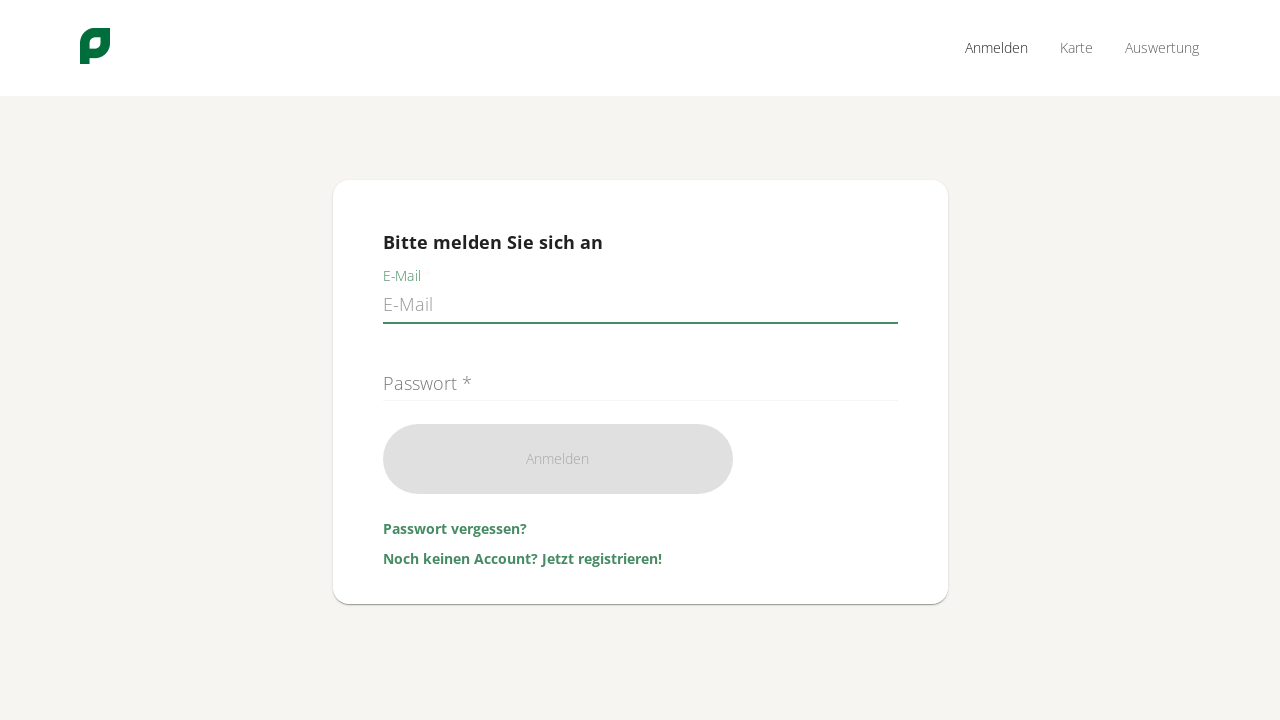 Anmelden Karte Auswertung
Bitte melden Sie sich an
E-Mail
E-Mail
Passwort *
Anmelden
Passwort vergessen?
Noch keinen Account? Jetzt registrieren!